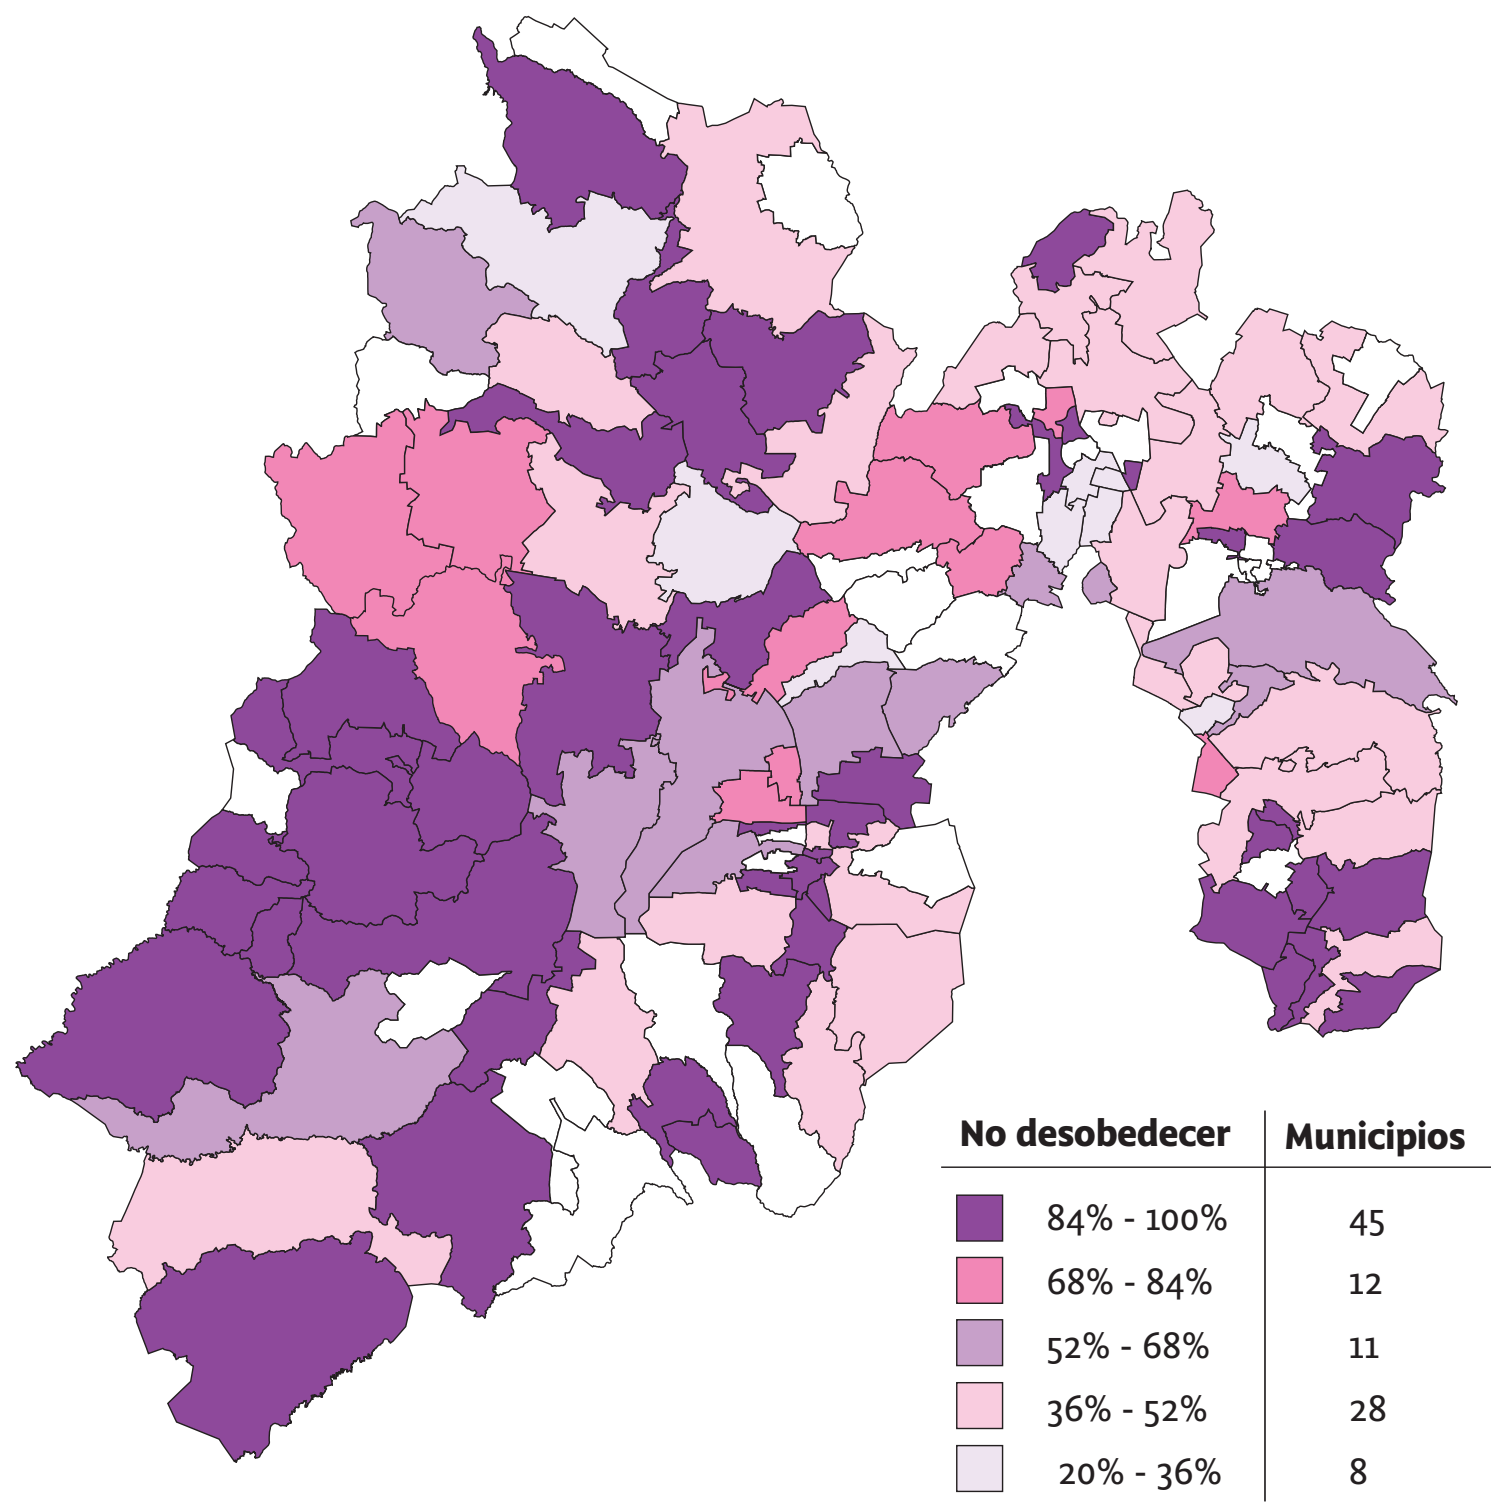 No desobedecer Municipios
84% - 100% 45
68% - 84% 12
52% - 68% 11
36% - 52% 28
20% - 36% 8